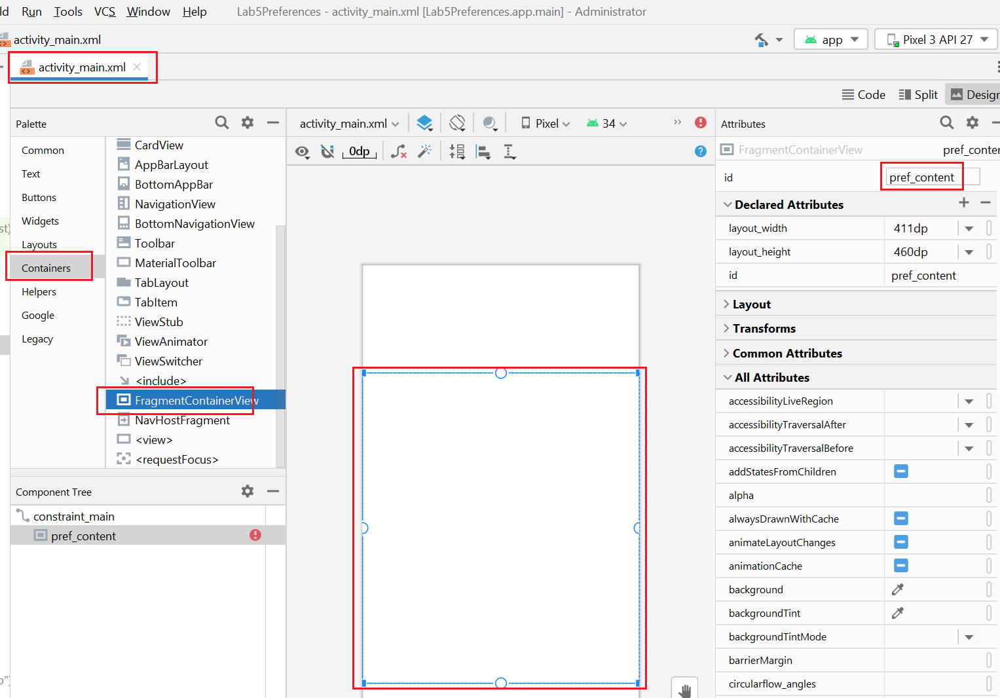 ld Run Tools VCS Window Help Lab5Preferences - activity_main.xml [Lab5Preferences.app.main] - Administrator
activity_main.xml app Pixel 3 API 27
activity_main.xml
Code Split Design
Palette activity_main.xml Pixel 34 Attributes
0dp
Common
Text
Buttons
Widgets
Layouts
Containers
Helpers
Google
Legacy
CardView
AppBarLayout
BottomAppBar
NavigationView
BottomNavigationView
Toolbar
MaterialToolbar
TabLayout
TabItem
ViewStub
ViewAnimator
ViewSwitcher
<include>
FragmentContainerView
NavHostFragment
<view>
<requestFocus>
st)
Component Tree
constraint_main
pref_content
FragmentContainerView pref_conter
id pref_content
Declared Attributes
layout_width 411dp
layout_height 460dp
id pref_content
Layout
Transforms
Common Attributes
All Attributes
accessibilityLiveRegion
accessibilityTraversalAfter
accessibilityTraversalBefore
addStatesFromChildren
alpha
alwaysDrawnWithCache
animateLayoutChanges
animationCache
background
backgroundTint
backgroundTintMode
barrierMargin
circularflow_angles